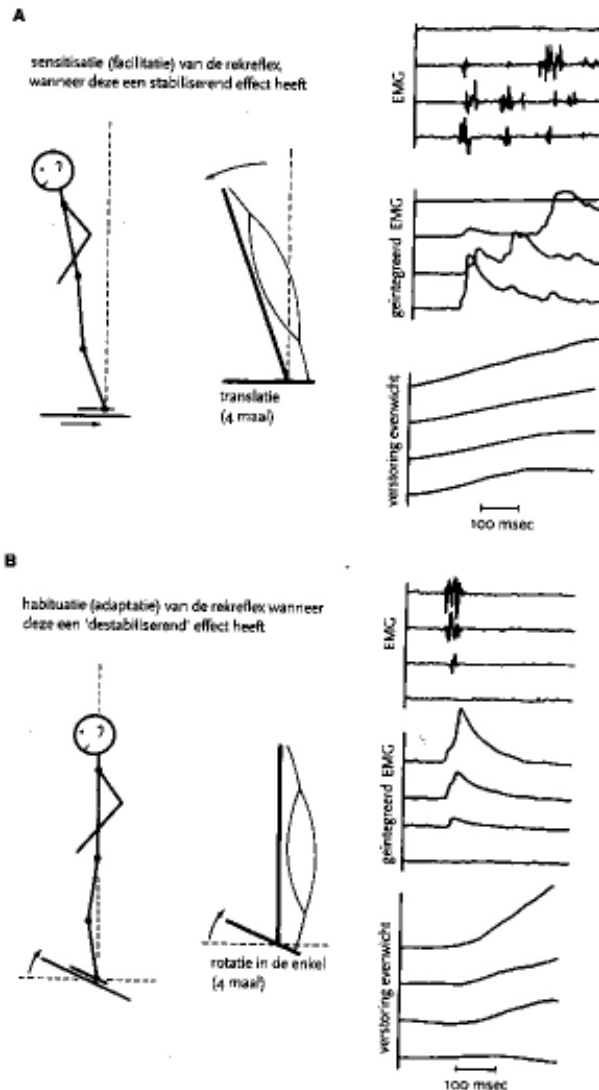 A
sensitisatie (facilitatie) van de rekreflex,
wanneer deze een stabiliserend effect heeft
translatie
(4 maal)
EMG
geïntegreerd EMG
verstoring evenwicht
100 msec
B
habituatie (adaptatie) van de rekreflex wanneer
deze een 'destabiliserend' effect heeft
rotatie in de enkel
(4 maal)
EMG
geïntegreerd EMG
verstoring evenwicht
100 msec